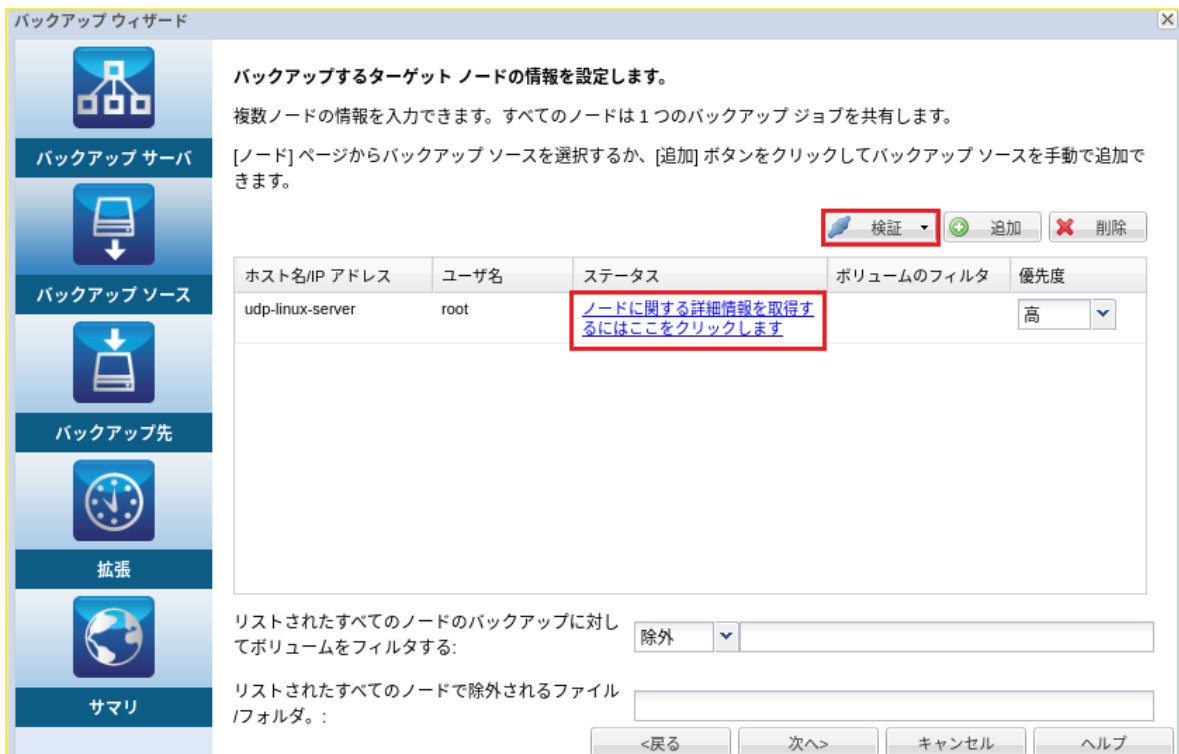 バックアップ ウィザード
バックアップ サーバ
バックアップ ソース
バックアップ先
拡張
サマリ
バックアップするターゲット ノードの情報を設定します。
複数ノードの情報を入力できます。すべてのノードは 1 つのバックアップ ジョブを共有します。
[ノード] ページからバックアップ ソースを選択するか、[追加] ボタンをクリックしてバックアップ ソースを手動で追加で
きます。
検証 追加 削除
ホスト名/IP アドレス ユーザ名 ステータス ボリュームのフィルタ 優先度
udp-linux-server root ノードに関する詳細情報を取得す 高
るにはここをクリックします
リストされたすべてのノードのバックアップに対し
てボリュームをフィルタする: 除外
リストされたすべてのノードで除外されるファイル
/フォルダ。:
<戻る 次へ> キャンセル ヘルプ